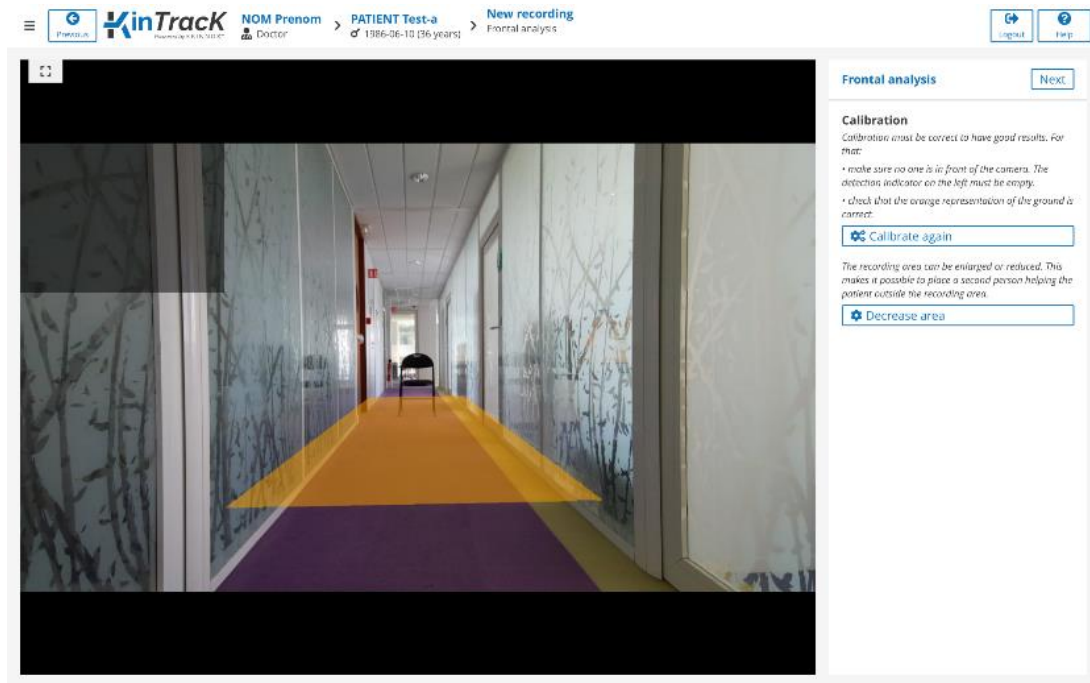 Previous
KinTrack
NOM Prenom
Doctor
PATIENT Test-a
1986-06-10 (36 years)
New recording
Frontal analysis
Logout
Help
Frontal analysis
Next
Calibration
Calibration must be correct to have good results. For
that:
• make sure no one is in front of the camera. The
detection indicator on the left must be empty.
• check that the orange representation of the ground is
correct.
Calibrate again
The recording area can be enlarged or reduced. This
makes it possible to place a second person helping the
patient outside the recording area.
Decrease area